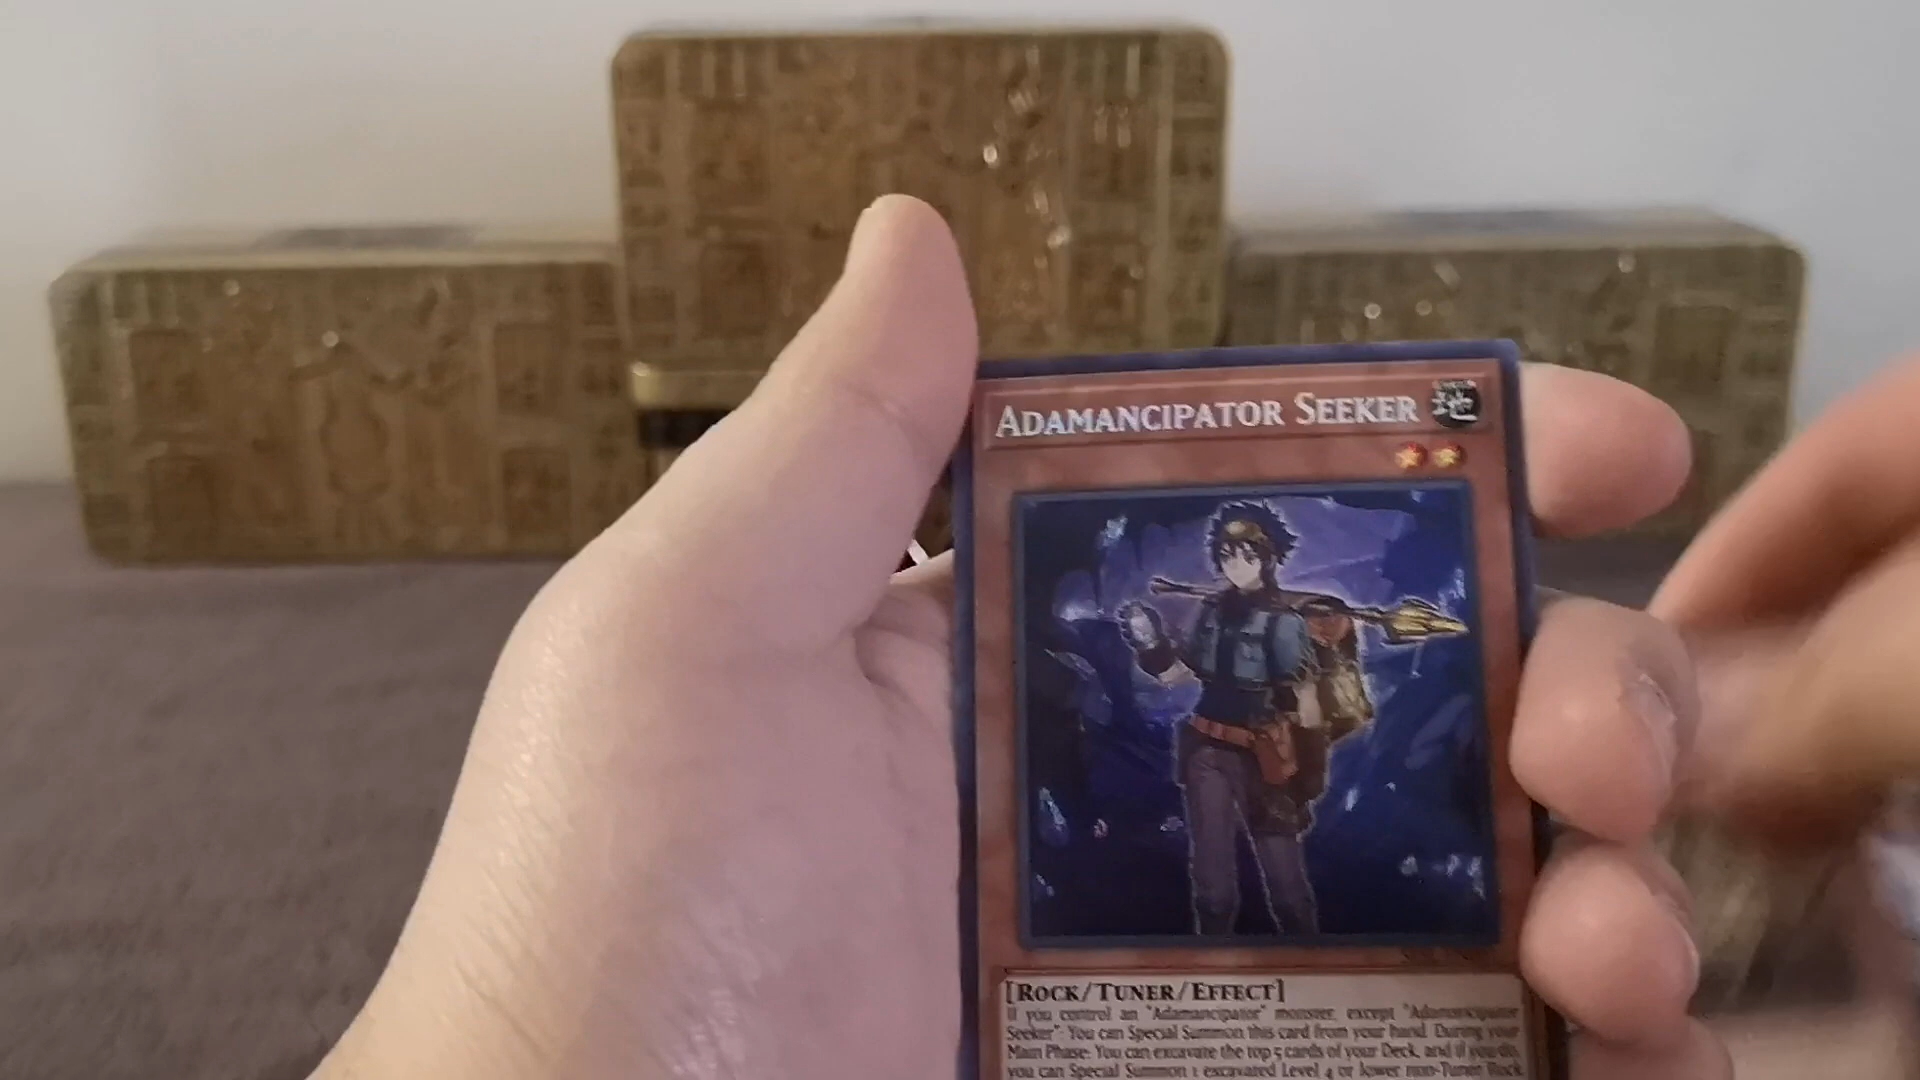 ADAMANCIPATOR SEEKER 地
[ROCK/TUNER/EFFECT]
If you control an "Adamancipator" monster, except "Adamancipator
Seeker": You can Special Summon this card from your hand. During your
Main Phase: You can excavate the top 5 cards of your Deck, and if you do,
you can Special Summon 1 excavated Level 4 or lower non-Tuner Rock